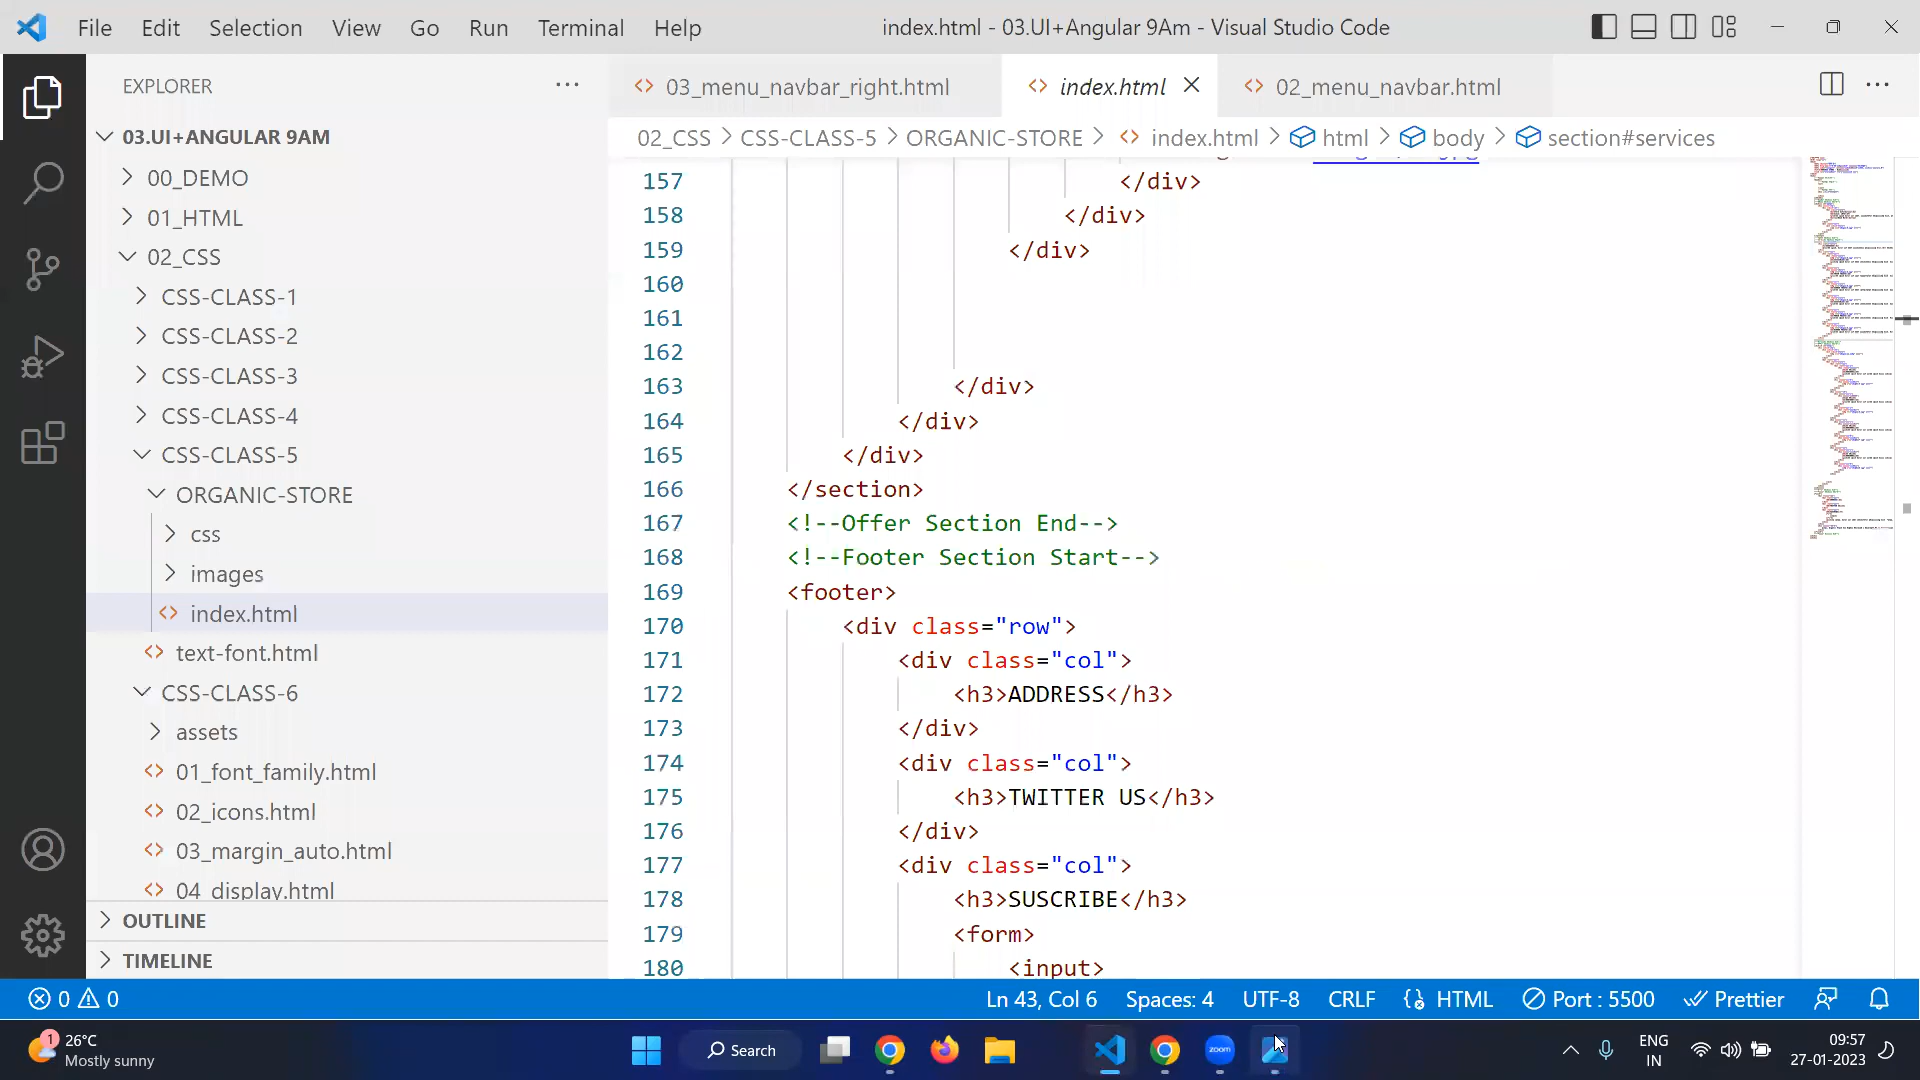 File Edit Selection View Go Run Terminal Help
index.html - 03.UI+Angular 9Am - Visual Studio Code
EXPLORER
03_menu_navbar_right.html
index.html
02_menu_navbar.html
02_CSS > CSS-CLASS-5 > ORGANIC-STORE > index.html > html > body > section#services
03.UI+ANGULAR 9AM
00_DEMO
01_HTML
02_CSS
CSS-CLASS-1
CSS-CLASS-2
CSS-CLASS-3
CSS-CLASS-4
CSS-CLASS-5
ORGANIC-STORE
css
images
index.html
text-font.html
CSS-CLASS-6
assets
01_font_family.html
02_icons.html
03_margin_auto.html
04_display.html
OUTLINE
TIMELINE
157 </div>
158 </div>
159 </div>
160
161
162
163 </div>
164 </div>
165 </div>
166 </section>
167 <!--Offer Section End-->
168 <!--Footer Section Start-->
169 <footer>
170 <div class="row">
171 <div class="col">
172 <h3>ADDRESS</h3>
173 </div>
174 <div class="col">
175 <h3>TWITTER US</h3>
176 </div>
177 <div class="col">
178 <h3>SUSCRIBE</h3>
179 <form>
180 <input>
0 0
Ln 43, Col 6 Spaces: 4 UTF-8 CRLF HTML Port : 5500 Prettier
1
26°C
Mostly sunny
Search
zoom
ENG
IN
09:57
27-01-2023